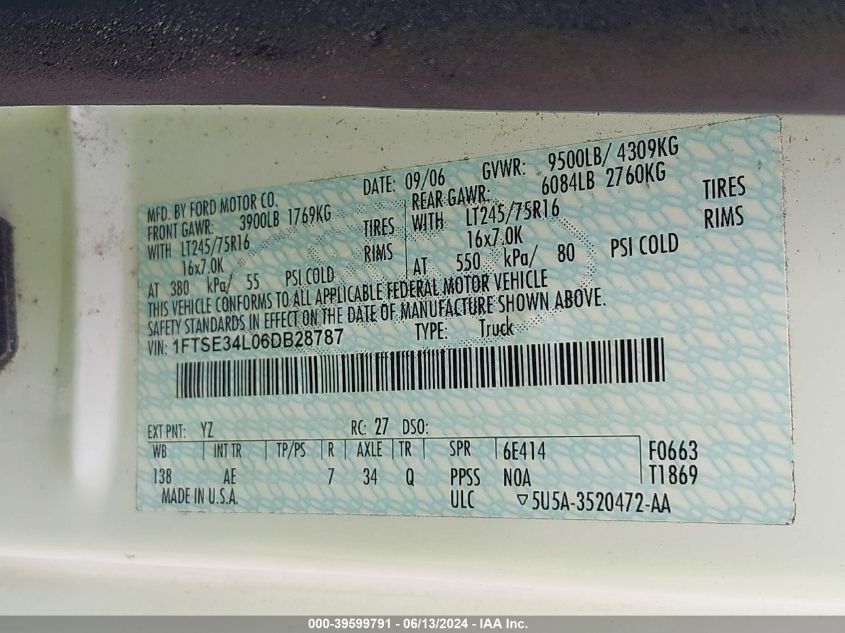 MFD. BY FORD MOTOR CO. DATE: 09/06 GVWR: 9500LB/ 4309KG
FRONT GAWR: 3900LB 1769KG REAR GAWR: 6084LB 2760KG
WITH LT245/75R16 TIRES WITH LT245/75R16 TIRES
16x7.0K RIMS 16x7.0K RIMS
AT 380 kPa/ 55 PSI COLD AT 550 kPa/ 80 PSI COLD
THIS VEHICLE CONFORMS TO ALL APPLICABLE FEDERAL MOTOR VEHICLE
SAFETY STANDARDS IN EFFECT ON THE DATE OF MANUFACTURE SHOWN ABOVE.
VIN: 1FTSE34L06DB28787 TYPE: Truck
EXT PNT: YZ RC: 27 DSO:
WB INT TR TP/PS R AXLE TR SPR 6E414 F0663
138 AE 7 34 Q PPSS NOA T1869
MADE IN U.S.A. ULC ▽5U5A-3520472-AA
000-39599791 - 06/13/2024 - IAA Inc.